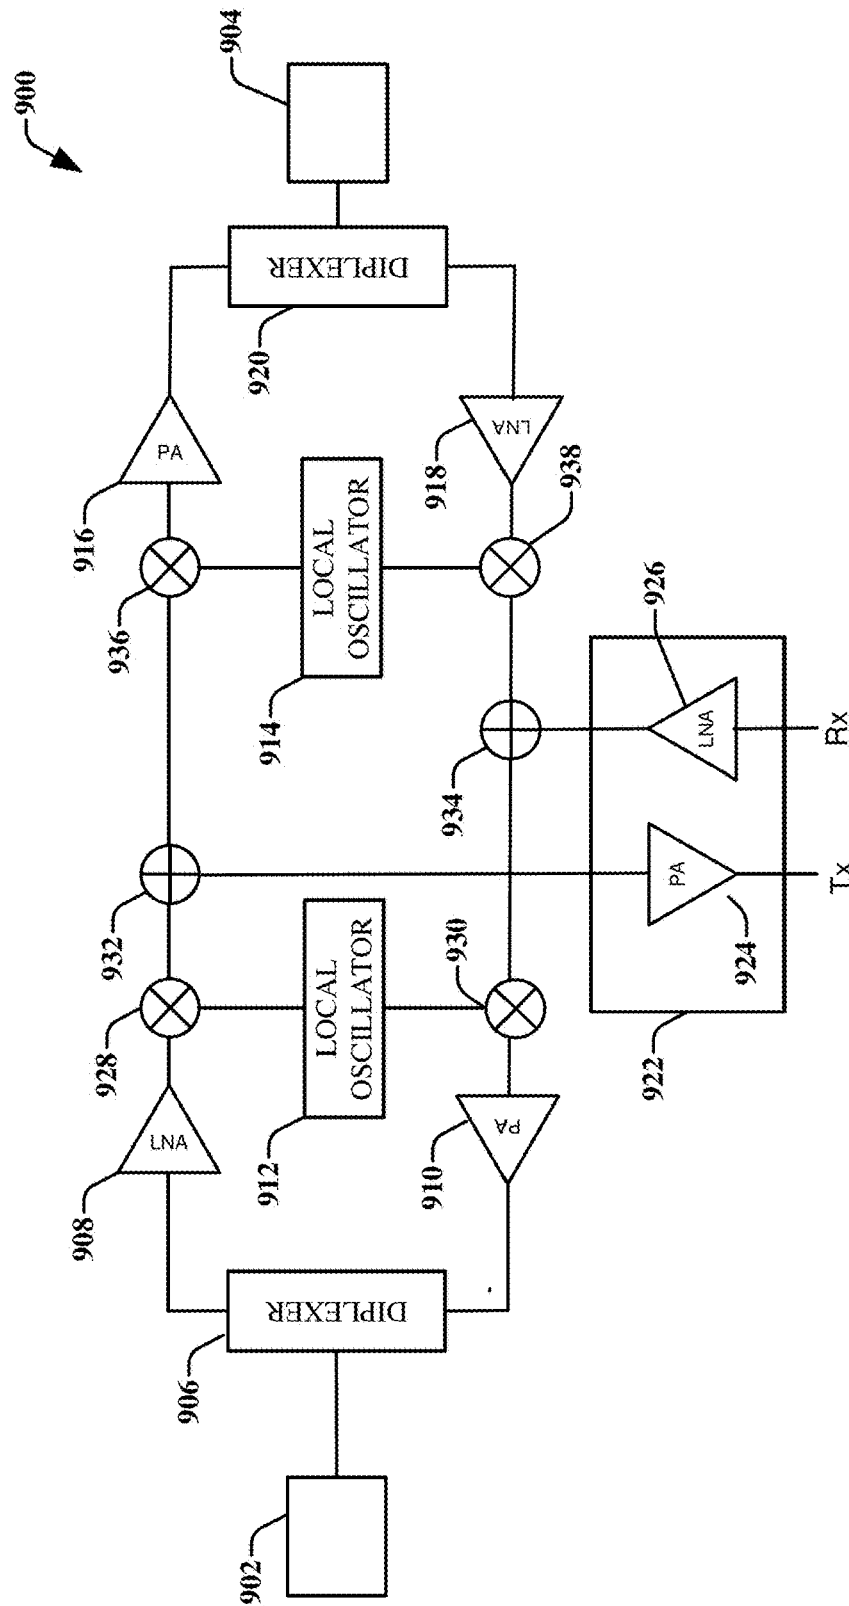 900
904
DIPLEXER
920
PA
916
LNA
918
938
936
LOCAL
OSCILLATOR
914
926
LNA
Rx
934
932
PA
924
Tx
930
928
LOCAL
OSCILLATOR
912
922
LNA
908
PA
910
DIPLEXER
906
902